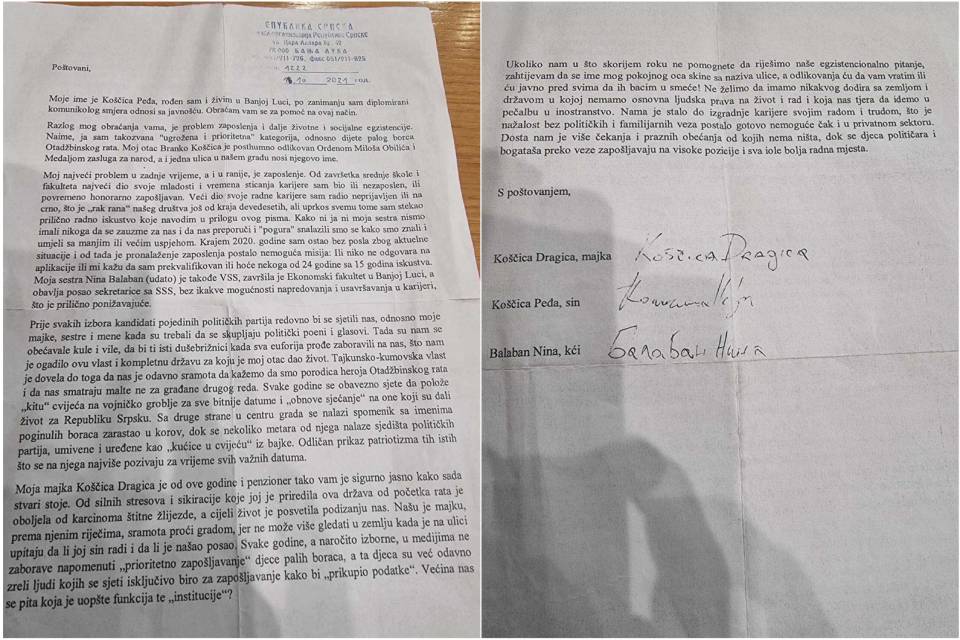 ЕПУБЛИКА СРПСКА
ул. Цара Лазара бр. 12
78 000 БАЊА ЛУКА
1222
18 10 2021 год.
Poštovani,
Moje ime je Koščica Peđa, rođen sam i živim u Banjoj Luci, po zanimanju sam diplomirani
komunikolog smjera odnosi sa javnošću. Obraćam vam se za pomoć na ovaj način.
Razlog mog obraćanja vama, je problem zaposlenja i dalje životne i socijalne egzistencije.
Naime, ja sam takozvana "ugrožena i prioritetna" kategorija, odnosno dijete palog borca
Otadžbinskog rata. Moj otac Branko Koščica je posthumno odlikovan Ordenom Miloša Obilića i
Medaljom zasluga za narod, a i jedna ulica u našem gradu nosi njegovo ime.
Moj najveći problem u zadnje vrijeme, a i u ranije, je zaposlenje. Od završetka srednje škole i
fakulteta najveći dio svoje mladosti i vremena sticanja karijere sam bio ili nezaposlen, ili
povremeno honorarno zapošljavan. Veći dio svoje radne karijere sam radio neprijavljen ili na
crno, što je „rak rana" našeg društva još od kraja devedesetih, ali uprkos svemu tome sam stekao
prilično radno iskustvo koje navodim u prilogu ovog pisma. Kako ni ja ni moja sestra nismo
imali nikoga da se zauzme za nas i da nas preporuči i "pogura" snalazili smo se kako smo znali i
umjeli sa manjim ili većim uspjehom. Krajem 2020. godine sam ostao bez posla zbog aktuelne
situacije i od tada je pronalaženje zaposlenja postalo nemoguća misija: Ili niko ne odgovara na
aplikacije ili mi kažu da sam prekvalifikovan ili hoće nekoga od 24 godine sa 15 godina iskustva.
Moja sestra Nina Balaban (udato) je takođe VSS, završila je Ekonomski fakultet u Banjoj Luci, a
obavlja posao sekretarice sa SSS, bez ikakve mogućnosti napredovanja i usavršavanja u karijeri,
što je prilično ponižavajuće.
Prije svakih izbora kandidati pojedinih političkih partija redovno bi se sjetili nas, odnosno moje
majke, sestre i mene kada su trebali da se skupljaju politički poeni i glasovi. Tada su nam se
obećavale kule i vile, da bi ti isti dušebrižnici kada sva euforija prođe zaboravili na nas, što nam
je ogadilo ovu vlast i kompletnu državu za koju je moj otac dao život. Tajkunsko-kumovska vlast
je dovela do toga da nas je odavno sramota da kažemo da smo porodica heroja Otadžbinskog rata
i da nas smatraju malte ne za građane drugog reda. Svake godine se obavezno sjete da polože
„kitu" cvijeća na vojničko groblje za sve bitnije datume i „obnove sjećanje" na one koji su dali
život za Republiku Srpsku. Sa druge strane u centru grada se nalazi spomenik sa imenima
poginulih boraca zarastao u korov, dok se nekoliko metara od njega nalaze sjedišta političkih
partija, umivene i uređene kao „kućice u cvijeću" iz bajke. Odličan prikaz patriotizma tih istih
što se na njega najviše pozivaju za vrijeme svih važnih datuma.
Moja majka Koščica Dragica je od ove godine i penzioner tako vam je sigurno jasno kako sada
stvari stoje. Od silnih stresova i sikiracije koje joj je priredila ova država od početka rata je
oboljela od karcinoma štitne žlijezde, a cijeli život je posvetila podizanju nas. Našu je majku,
prema njenim riječima, sramota proći gradom, jer ne može više gledati u zemlju kada je na ulici
upitaju da li joj sin radi i da li je našao posao. Svake godine, a naročito izborne, u medijima ne
zaborave napomenuti „prioritetno zapošljavanje" djece palih boraca, a ta djeca su već odavno
zreli ljudi kojih se sjeti isključivo biro za zapošljavanje kako bi „prikupio podatke". Većina nas
se pita koja je uopšte funkcija te „institucije"?
Ukoliko nam u što skorijem roku ne pomognete da riješimo naše egzistencionalno pitanje,
zahtijevam da se ime mog pokojnog oca skine sa naziva ulice, a odlikovanja ću da vam vratim ili
ću javno pred svima da ih bacim u smeće! Ne želimo da imamo nikakvog dodira sa zemljom i
državom u kojoj nemamo osnovna ljudska prava na život i rad i koja nas tjera da idemo u
pečalbu u inostranstvo. Nama je stalo do izgradnje karijere svojim radom i trudom, što je
nužalost bez političkih i familijarnih veza postalo gotovo nemoguće čak i u privatnom sektoru.
Dosta nam je više čekanja i praznih obećanja od kojih nema ništa, dok se djeca političara i
bogataša preko veze zapošljavaju na visoke pozicije i sva iole bolja radna mjesta.
S poštovanjem,
Koščica Dragica, majka Koščica Dragica
Koščica Peđa, sin
Balaban Nina, kći Балабан Нина